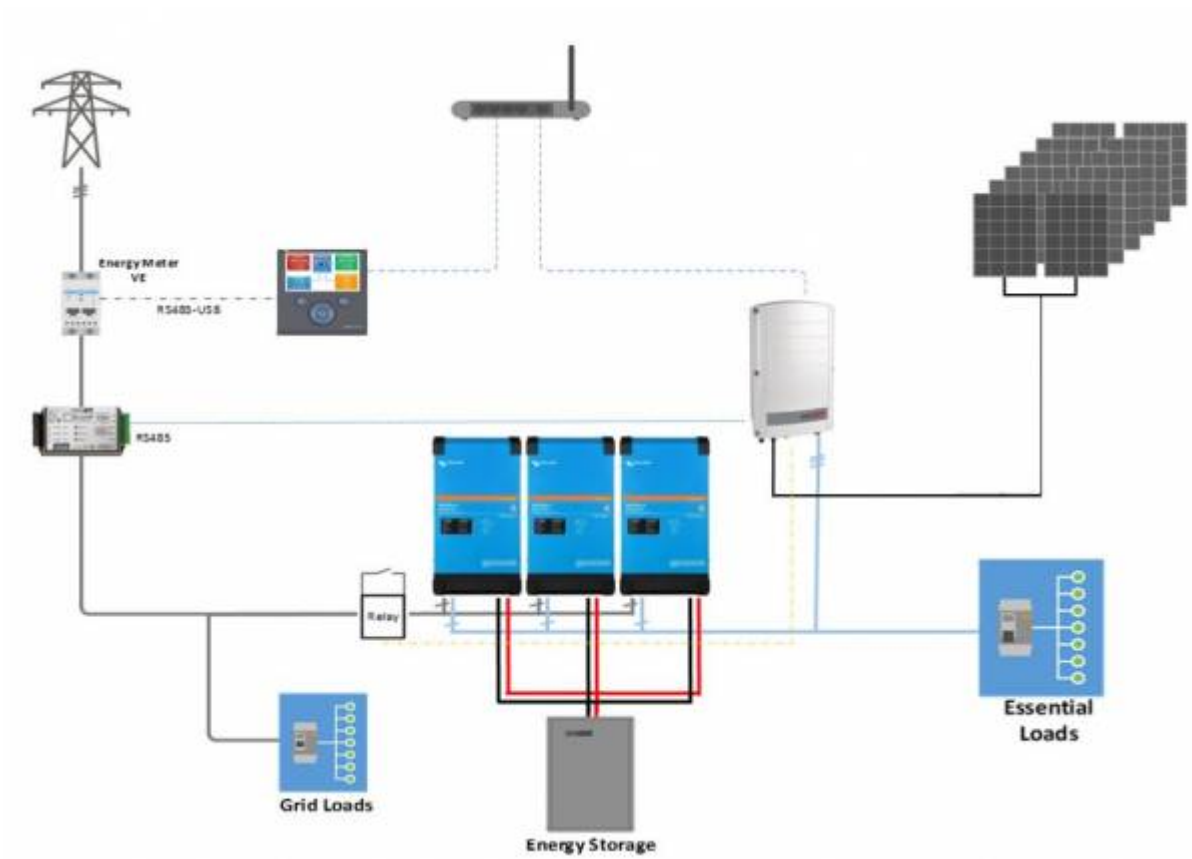 Energy Meter
VE
RS485-USB
RS485
Relay
Essential
Loads
Grid Loads
Energy Storage